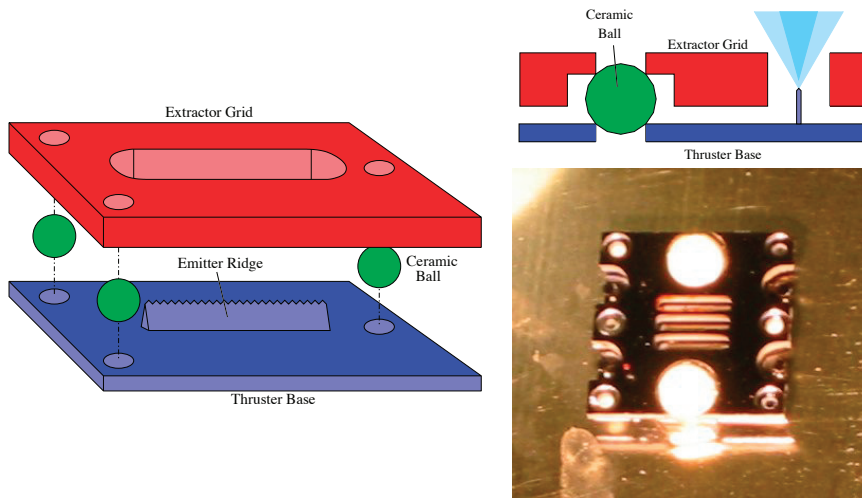 Extractor Grid
Emitter Ridge
Ceramic
Ball
Thruster Base
Ceramic
Ball
Extractor Grid
Thruster Base